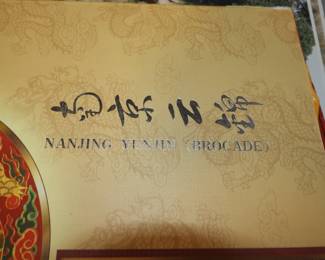 南京云锦
NANJING YUNJIN (BROCADE)